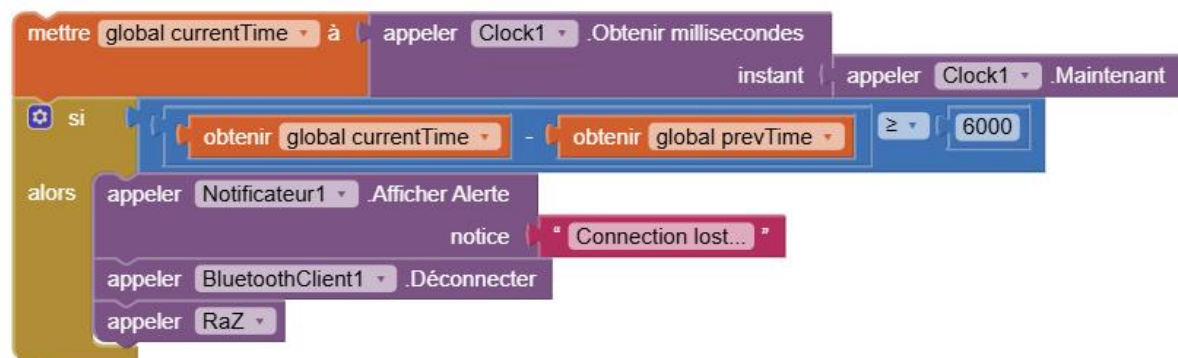 mettre global currentTime à appeler Clock1 .Obtenir millisecondes
instant appeler Clock1 .Maintenant
si obtenir global currentTime - obtenir global prevTime ≥ 6000
alors appeler Notificateur1 .Afficher Alerte
notice “ Connection lost... ”
appeler BluetoothClient1 .Déconnecter
appeler RaZ